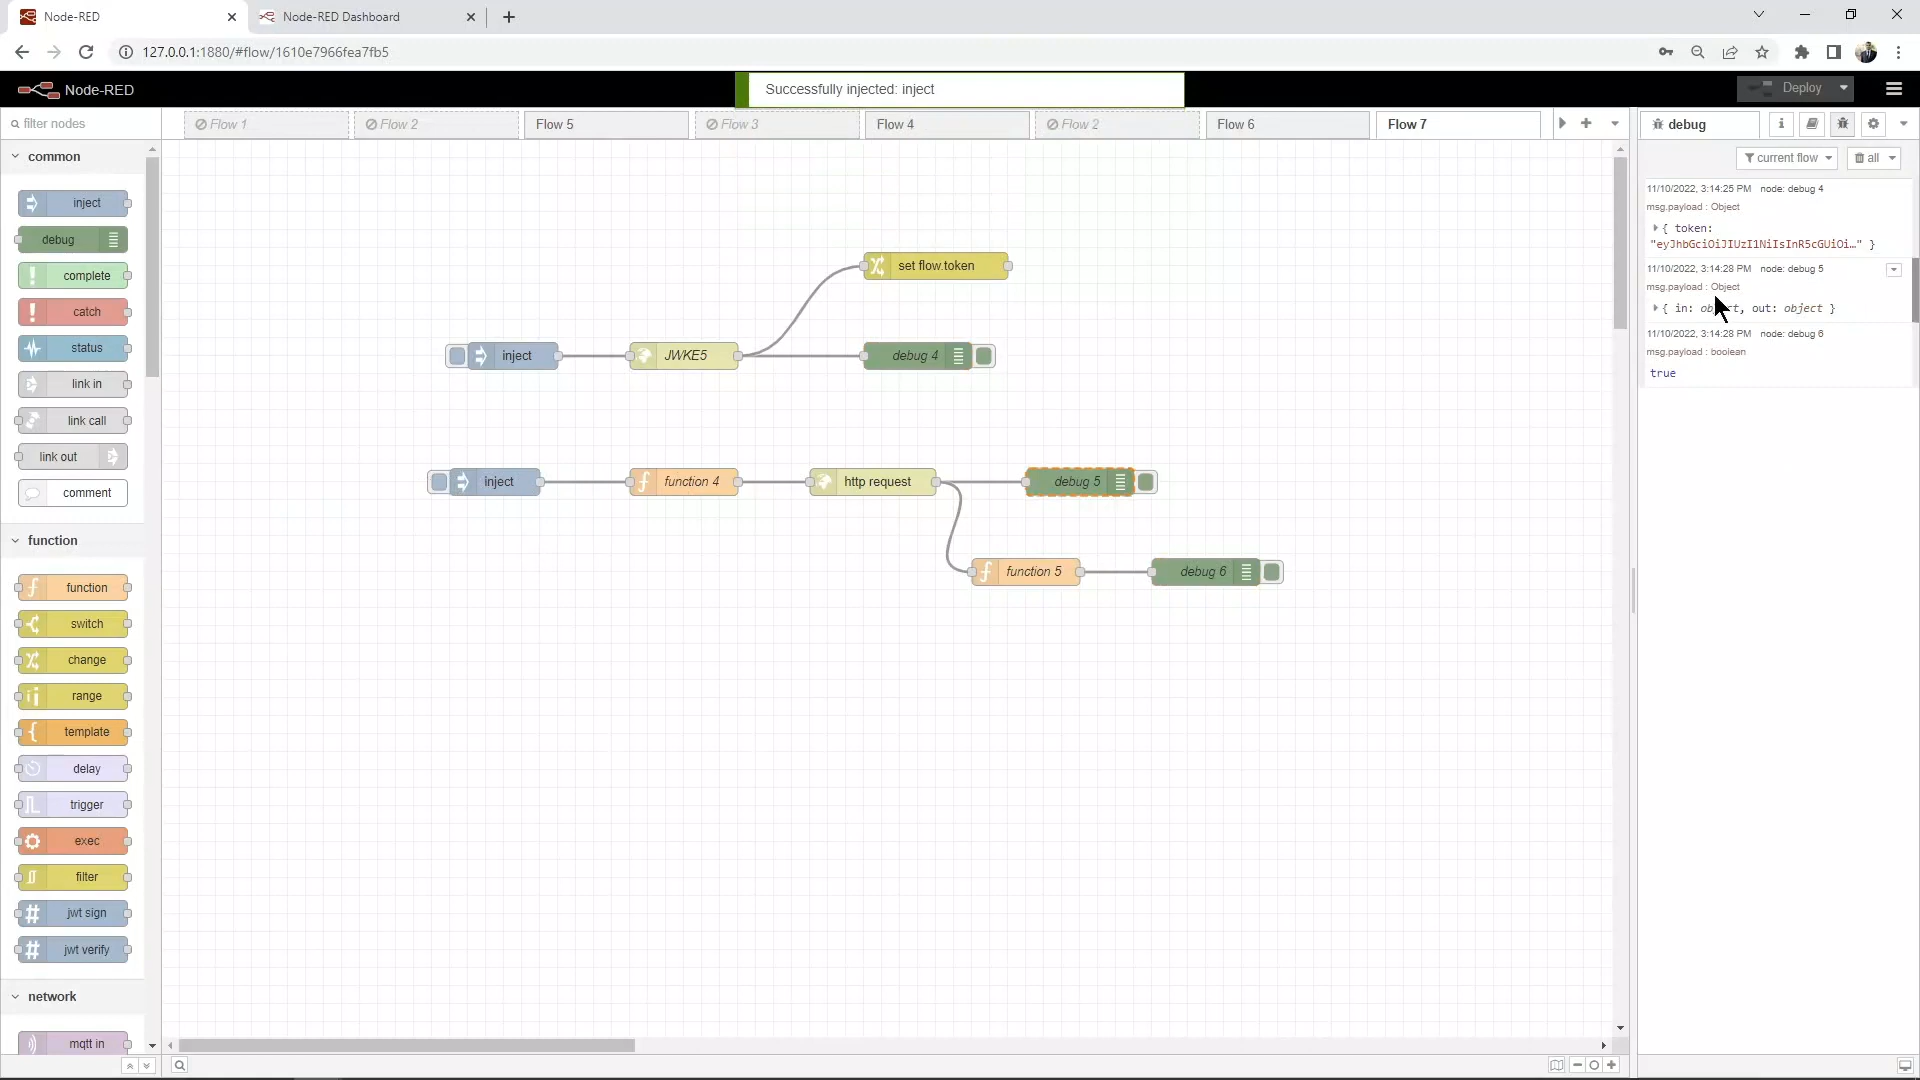 Node-RED
Node-RED Dashboard
127.0.0.1:1880/#flow/1610e7966fea7fb5
Node-RED
Successfully injected: inject
Deploy
filter nodes
Flow 1
Flow 2
Flow 5
Flow 3
Flow 4
Flow 2
Flow 6
Flow 7
debug
current flow
all
common
inject
debug
complete
catch
status
link in
link call
link out
comment
function
function
switch
change
range
template
delay
trigger
exec
filter
jwt sign
jwt verify
network
mqtt in
set flow.token
inject
JWKE5
debug 4
inject
function 4
http request
debug 5
function 5
debug 6
11/10/2022, 3:14:25 PM node: debug 4
msg.payload : Object
{ token:
"eyJhbGciOiJIUzI1NiIsInR5cGUiOi…" }
11/10/2022, 3:14:28 PM node: debug 5
msg.payload : Object
{ in: , out: object }
11/10/2022, 3:14:28 PM node: debug 6
msg.payload : boolean
true